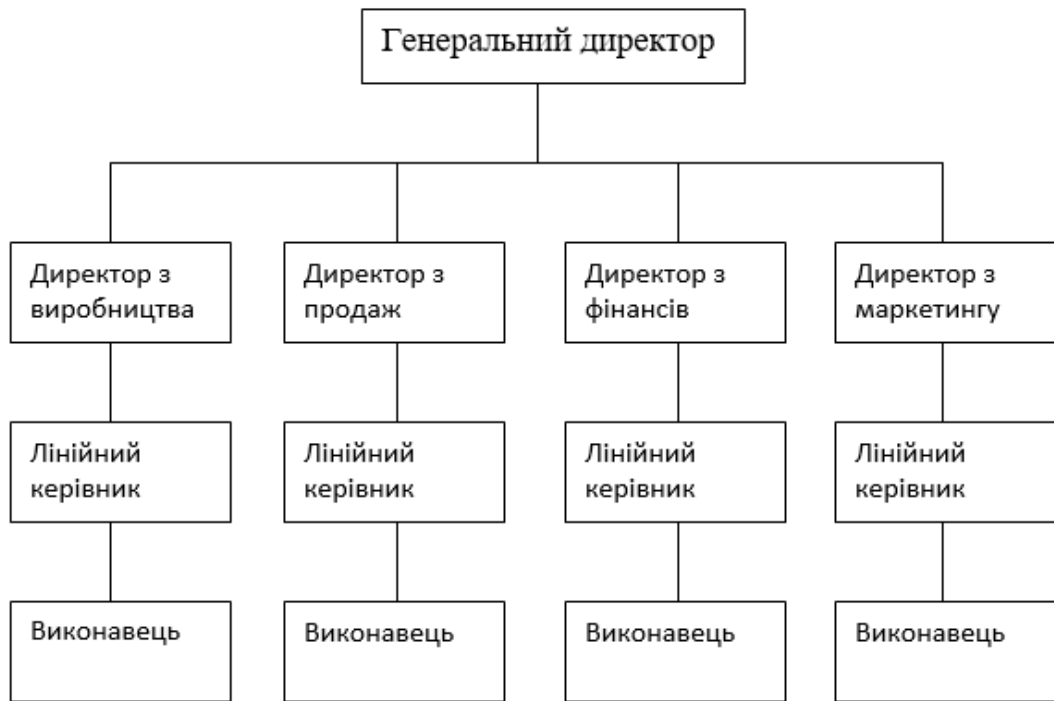 Генеральний директор
Директор з
виробництва
Директор з
продаж
Директор з
фінансів
Директор з
маркетингу
Лінійний
керівник
Лінійний
керівник
Лінійний
керівник
Лінійний
керівник
Виконавець
Виконавець
Виконавець
Виконавець